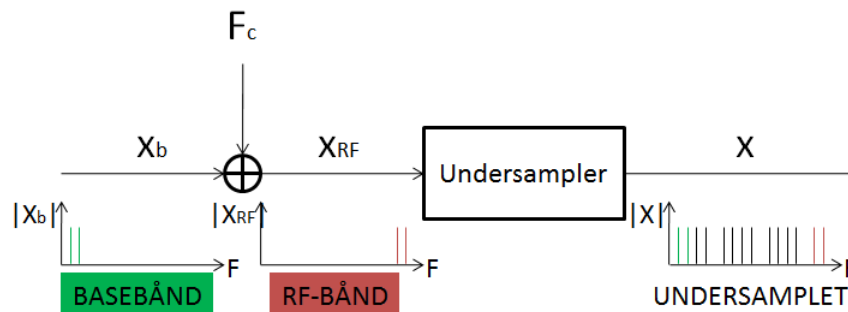 Fc
Xb
XRF
Undersampler
X
|Xb|
|XRF|
|X|
F
F
F
BASEBÅND
RF-BÅND
UNDERSAMPLET